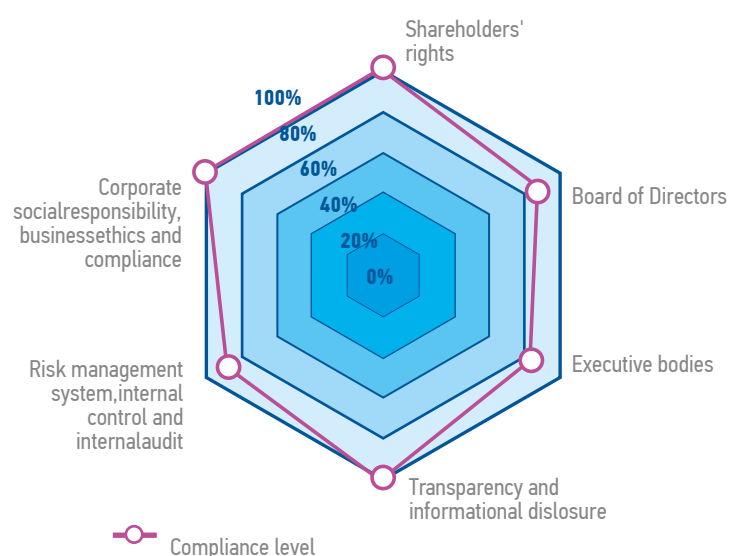 Shareholders'
rights
100%
80%
60%
40%
20%
0%
Board of Directors
Corporate
socialresponsibility,
businessethics and
compliance
Executive bodies
Risk management
system,internal
control and
internalaudit
Transparency and
informational dislosure
Compliance level